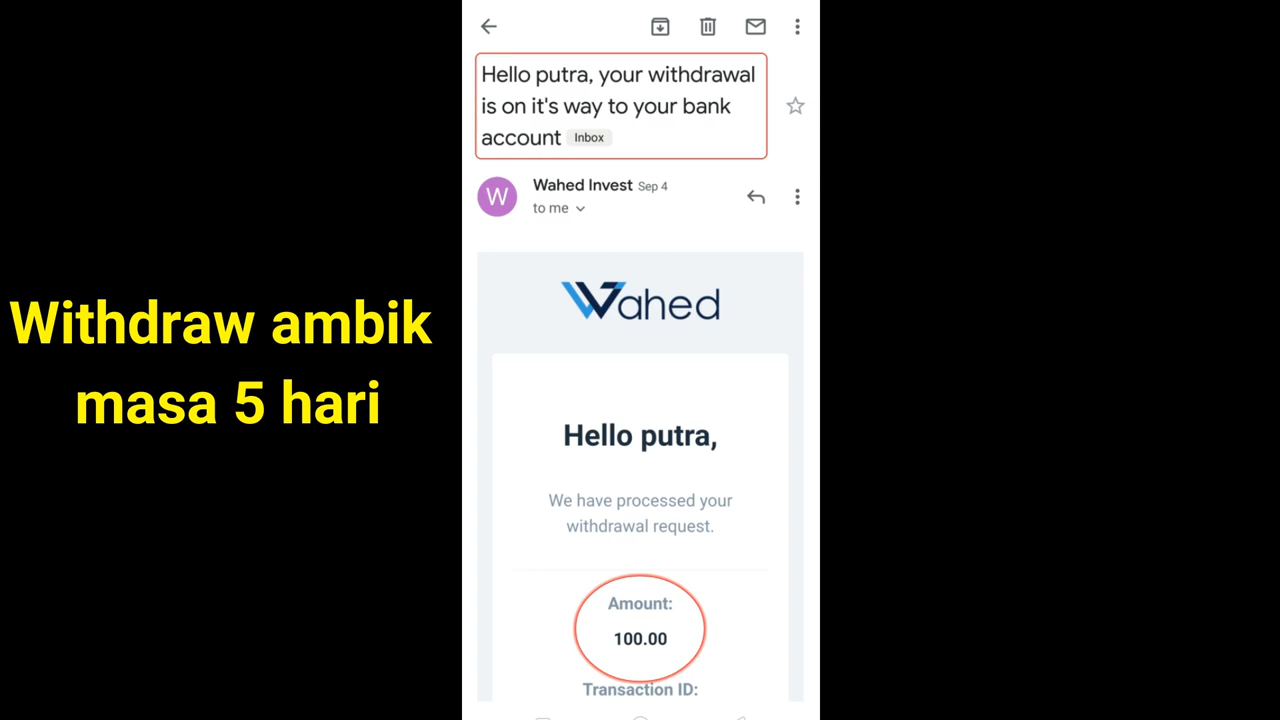 Withdraw ambik
masa 5 hari
Hello putra, your withdrawal
is on it's way to your bank
account Inbox
W
Wahed Invest Sep 4
to me
Wahed
Hello putra,
We have processed your
withdrawal request.
Amount:
100.00
Transaction ID: